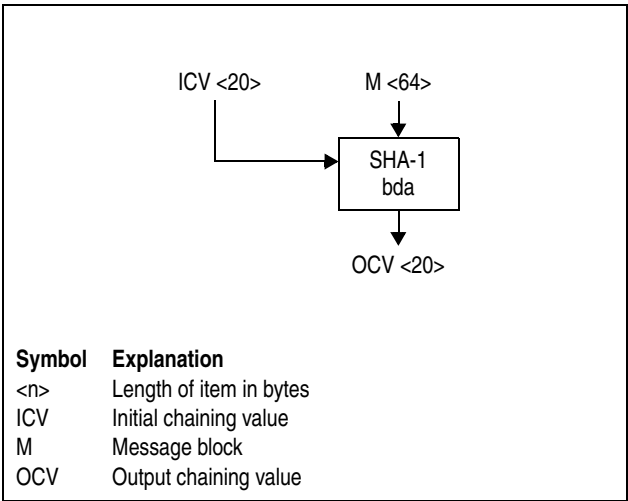 ICV <20> M <64>
SHA-1
bda
OCV <20>
Symbol Explanation
<n> Length of item in bytes
ICV Initial chaining value
M Message block
OCV Output chaining value